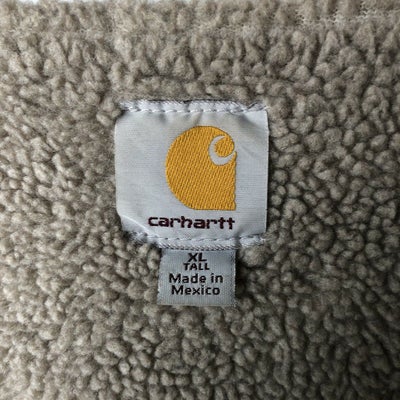 carhartt
XL
TALL
Made in
Mexico